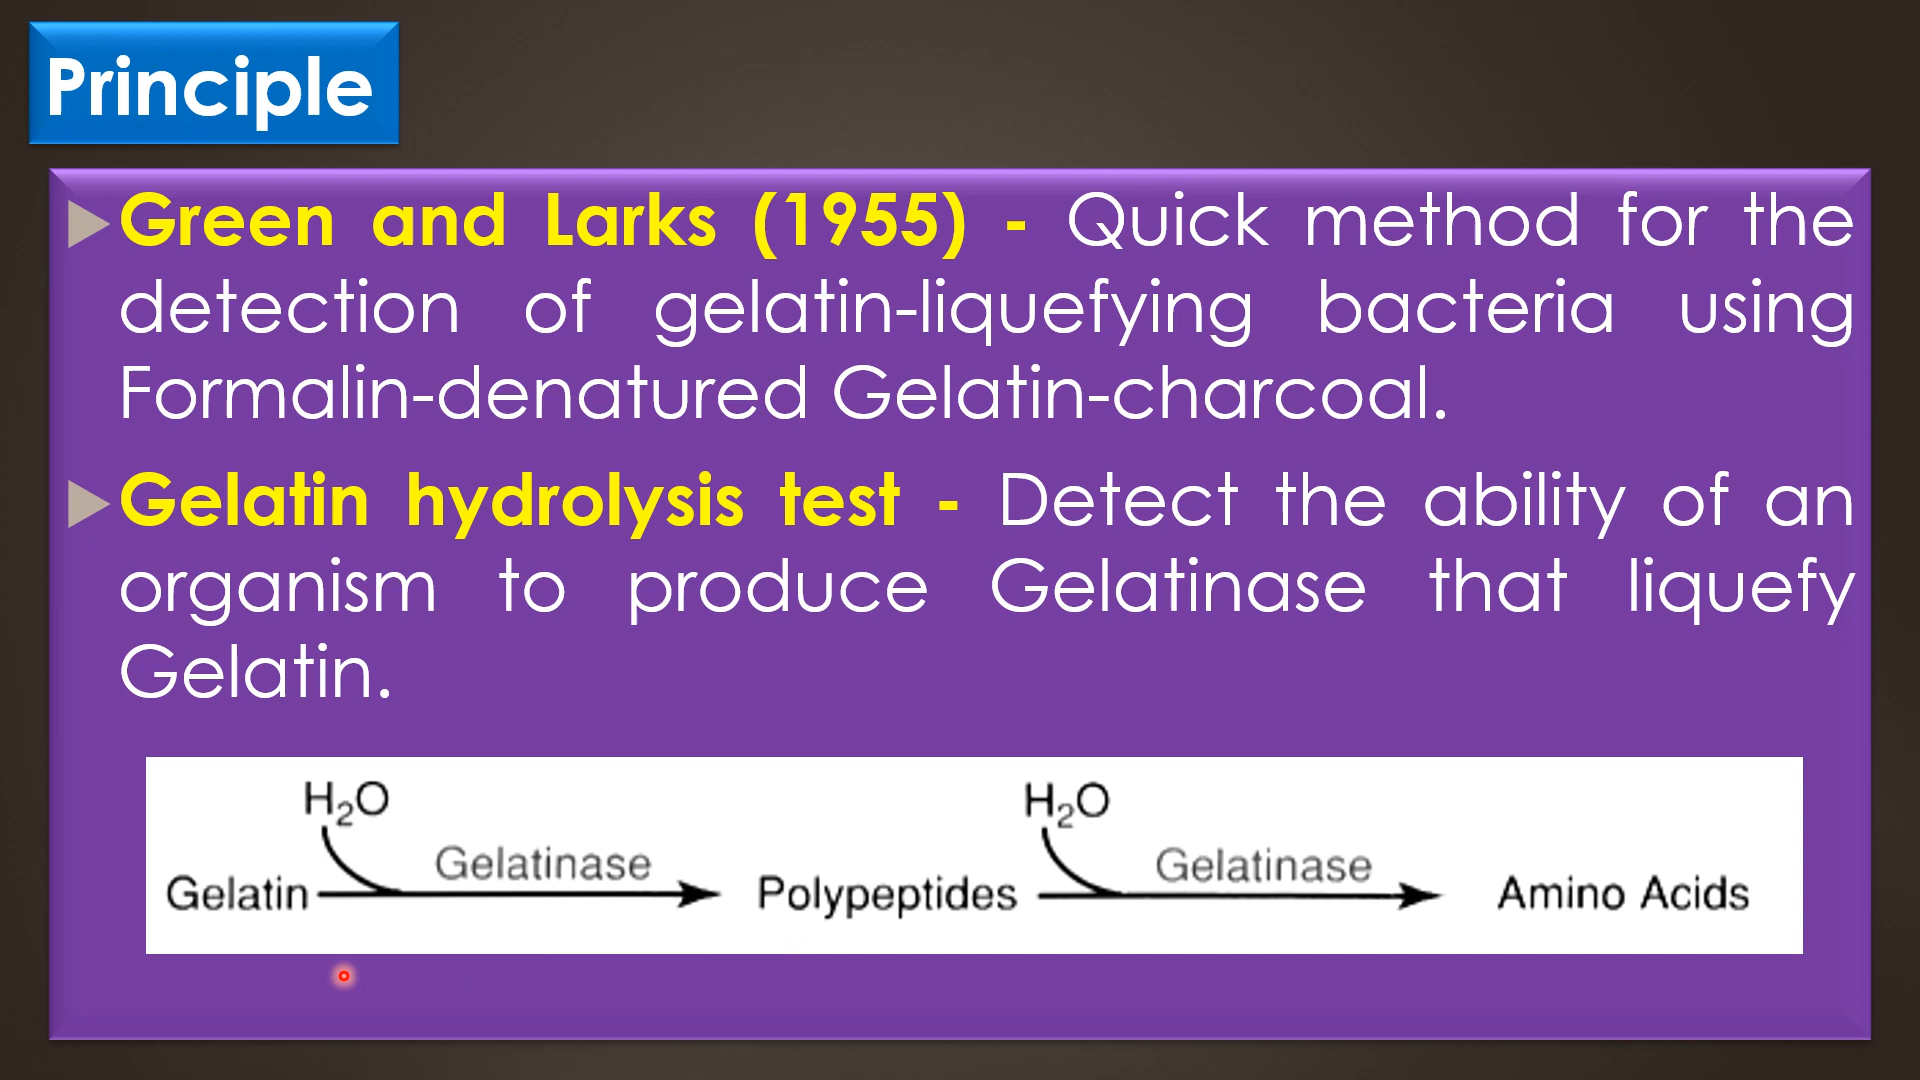 Principle
Green and Larks (1955) - Quick method for the
detection of gelatin-liquefying bacteria using
Formalin-denatured Gelatin-charcoal.
Gelatin hydrolysis test - Detect the ability of an
organism to produce Gelatinase that liquefy
Gelatin.
H₂O H₂O
Gelatinase Gelatinase
Gelatin Polypeptides Amino Acids